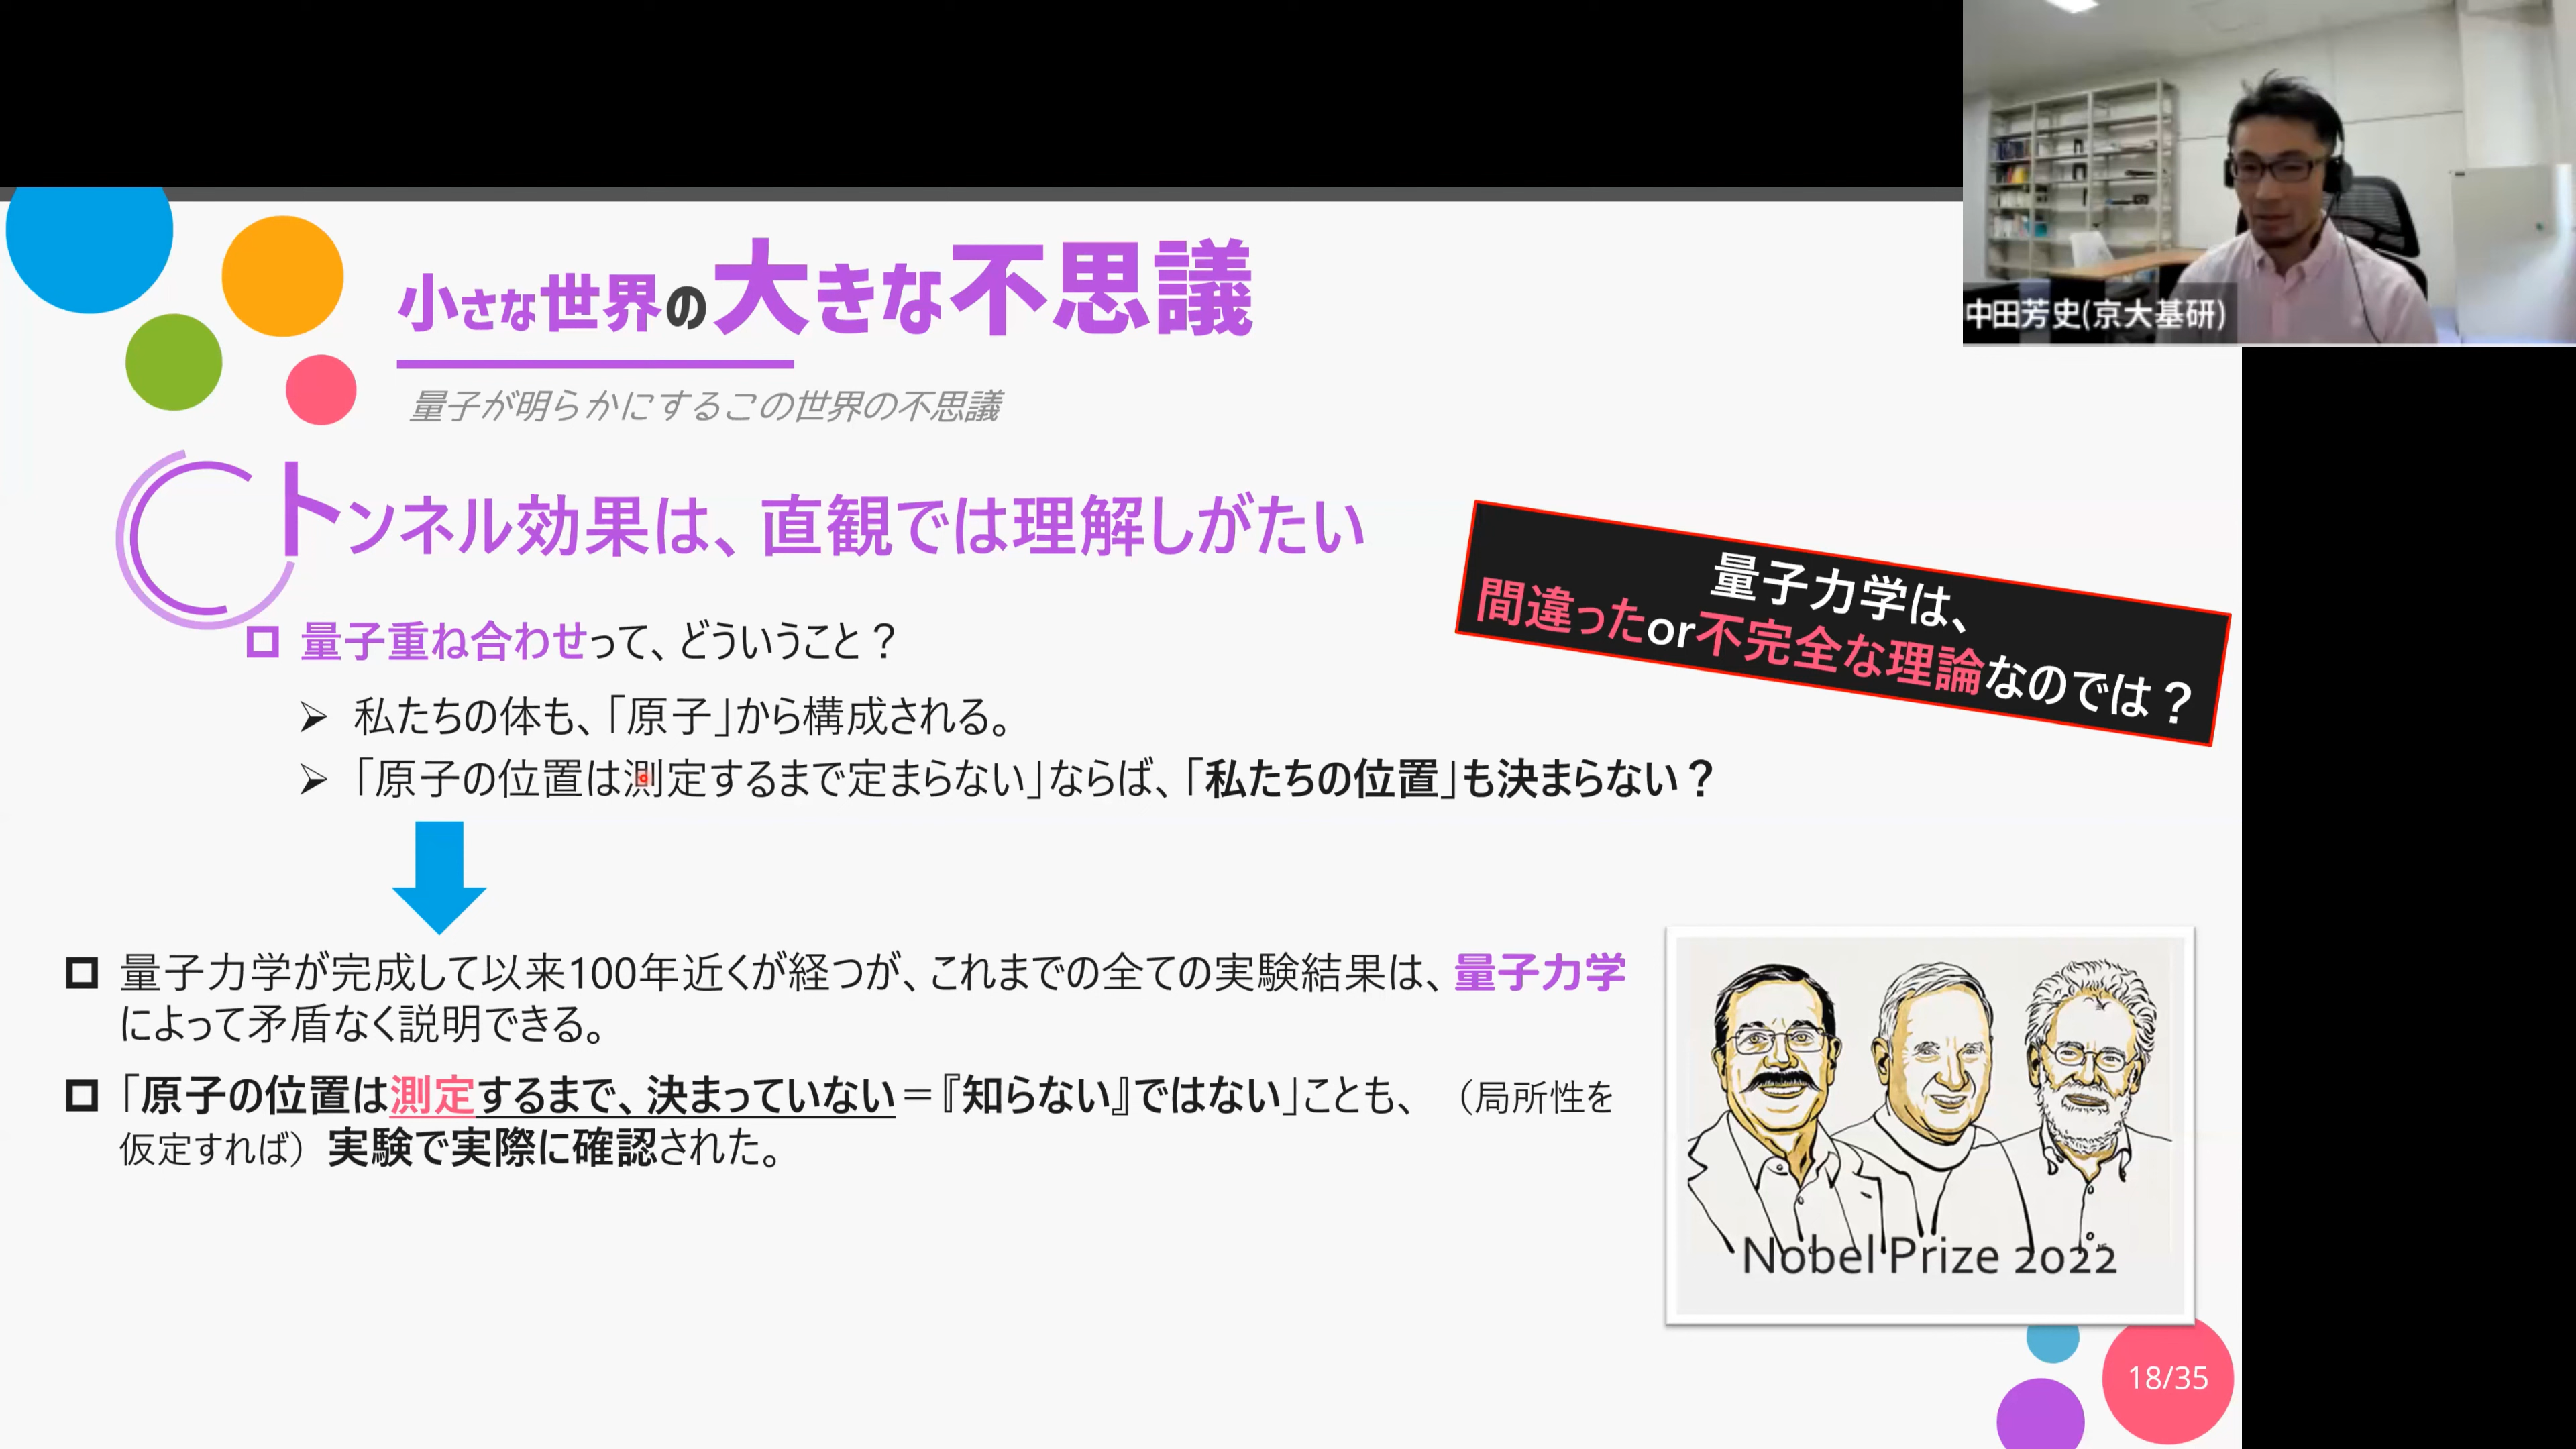 中田芳史(京大基研)
小さな世界の大きな不思議
量子が明らかにするこの世界の不思議
トンネル効果は、直観では理解しがたい
量子力学は、
間違ったor不完全な理論なのでは？
量子重ね合わせって、どういうこと？
私たちの体も、「原子」から構成される。
「原子の位置は測定するまで定まらない」ならば、「私たちの位置」も決まらない？
量子力学が完成して以来100年近くが経つが、これまでの全ての実験結果は、量子力学
によって矛盾なく説明できる。
「原子の位置は測定するまで、決まっていない＝『知らない』ではない」ことも、（局所性を
仮定すれば）実験で実際に確認された。
Nobel Prize 2022
18/35